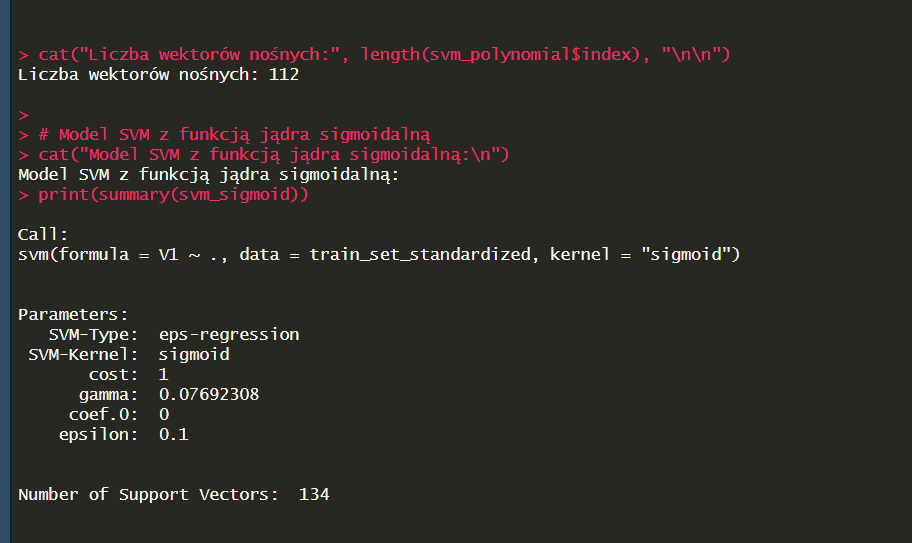 > cat("Liczba wektorów nośnych:", length(svm_polynomial$index), "\n\n")
Liczba wektorów nośnych: 112
>
> # Model SVM z funkcją jądra sigmoidalną
> cat("Model SVM z funkcją jądra sigmoidalną:\n")
Model SVM z funkcją jądra sigmoidalną:
> print(summary(svm_sigmoid))
Call:
svm(formula = V1 ~ ., data = train_set_standardized, kernel = "sigmoid")
Parameters:
SVM-Type: eps-regression
SVM-Kernel: sigmoid
cost: 1
gamma: 0.07692308
coef.0: 0
epsilon: 0.1
Number of Support Vectors: 134